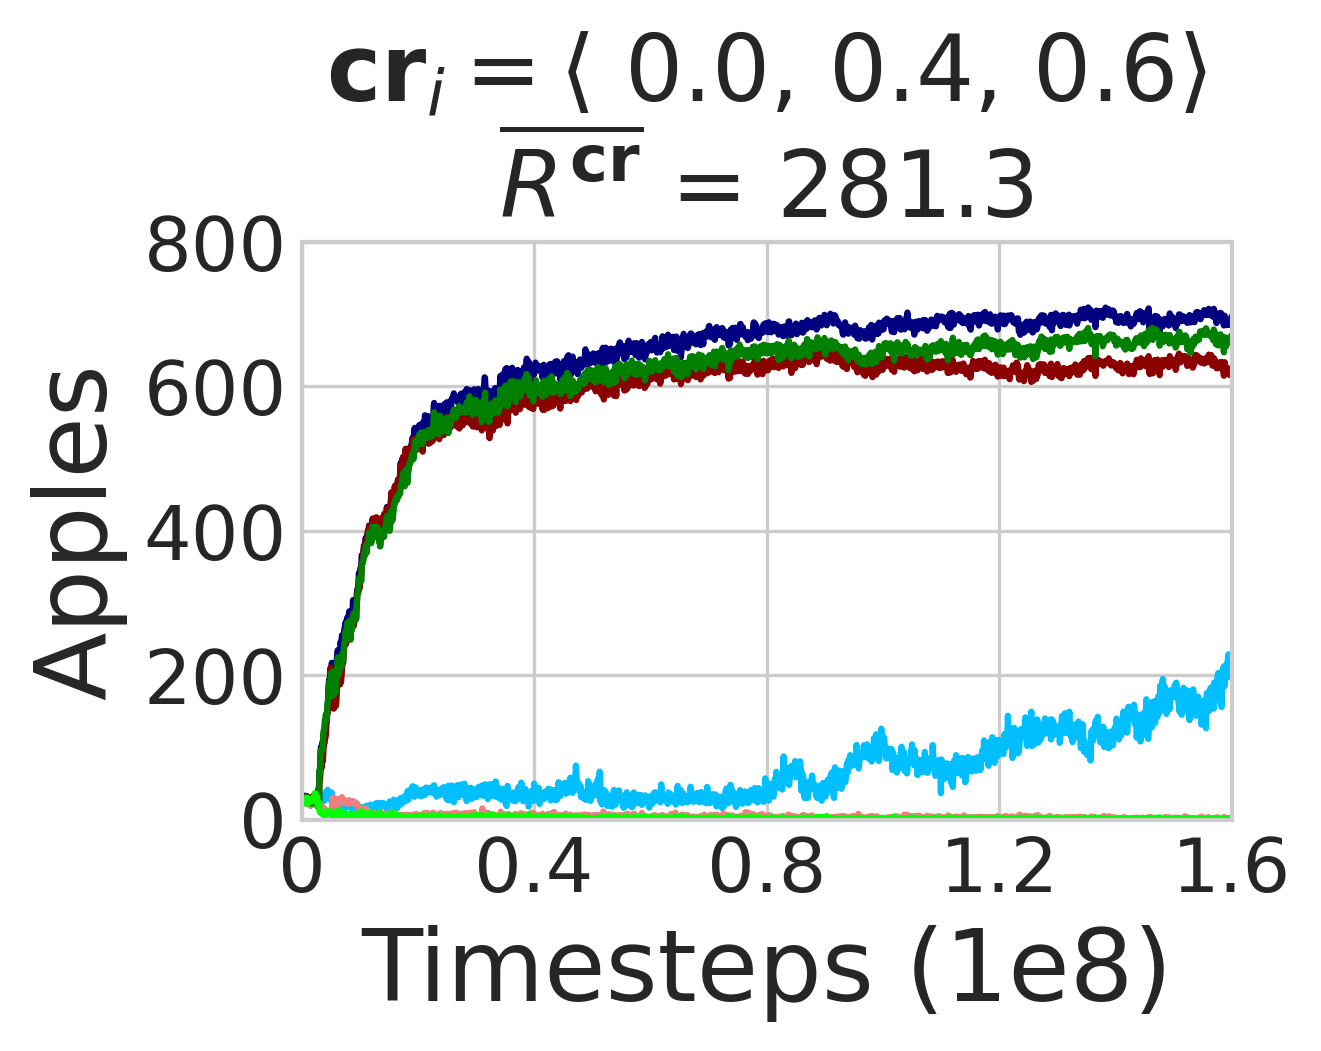 cr_i = ⟨ 0.0, 0.4, 0.6⟩
R^cr = 281.3
800
600
400
200
0
Apples
0 0.4 0.8 1.2 1.6
Timesteps (1e8)